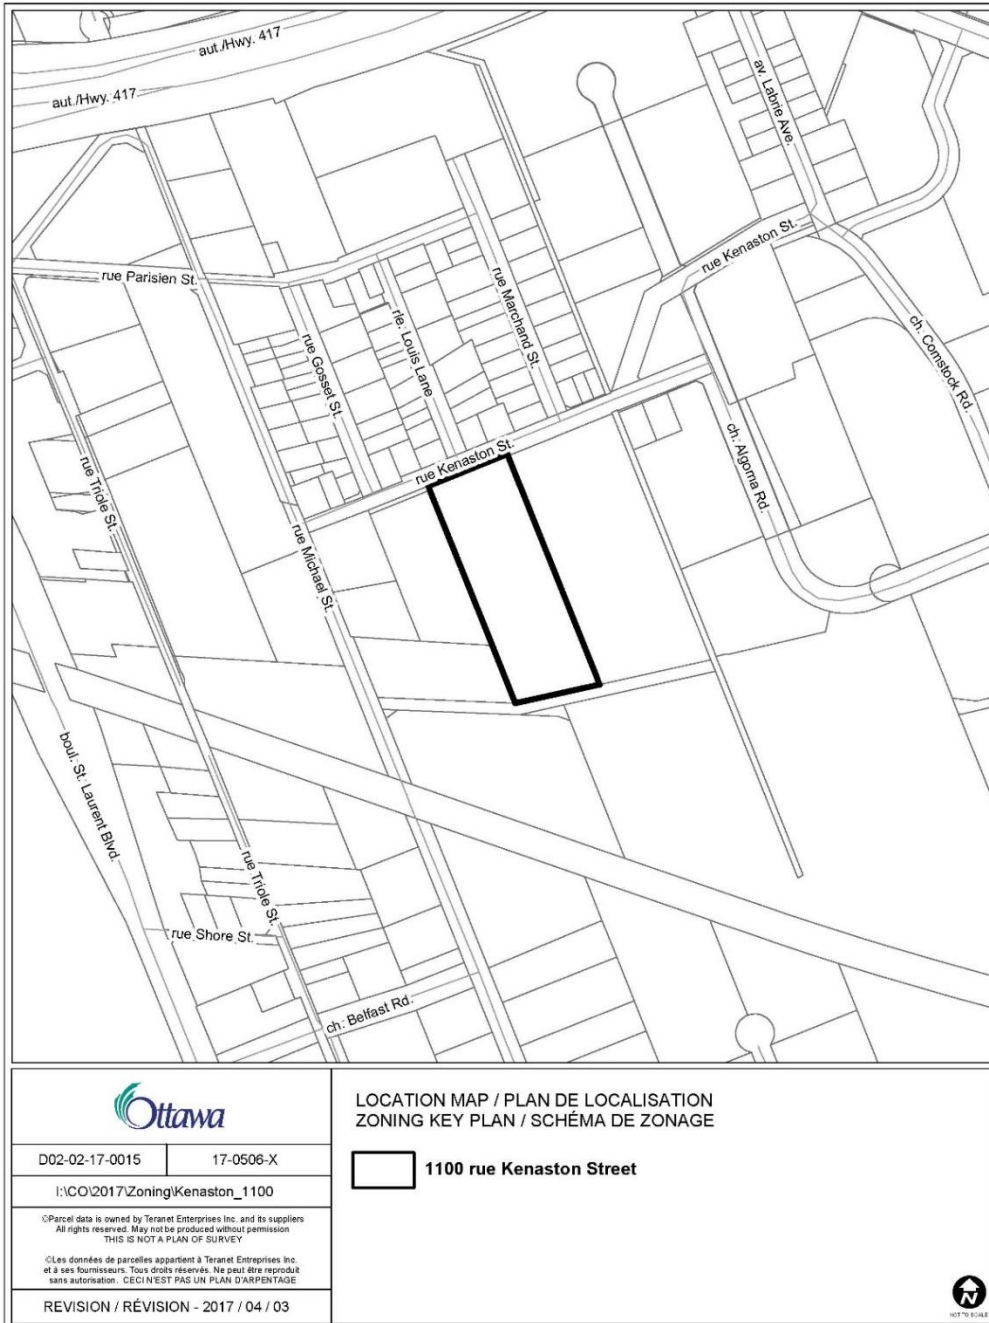 aut./Hwy. 417
aut./Hwy. 417
av. Labrie Ave.
rue Kenaston St.
rue Parisien St.
rue Marchand St.
rle. Louis Lane
rue Gosset St.
ch. Comstock Rd.
rue Kenaston St.
ch. Algoma Rd.
rue Triole St.
rue Michael St.
boul. St. Laurent Blvd.
rue Triole St.
rue Shore St.
ch. Belfast Rd.
Ottawa
D02-02-17-0015
17-0506-X
I:\CO\2017\Zoning\Kenaston_1100
©Parcel data is owned by Teranet Enterprises Inc. and its suppliers
All rights reserved. May not be produced without permission
THIS IS NOT A PLAN OF SURVEY
©Les données de parcelles appartient à Teranet Entreprises Inc.
et à ses fournisseurs. Tous droits réservés. Ne peut être reproduit
sans autorisation. CECI N'EST PAS UN PLAN D'ARPENTAGE
REVISION / RÉVISION - 2017 / 04 / 03
LOCATION MAP / PLAN DE LOCALISATION
ZONING KEY PLAN / SCHÉMA DE ZONAGE
1100 rue Kenaston Street
N
NOT TO SCALE